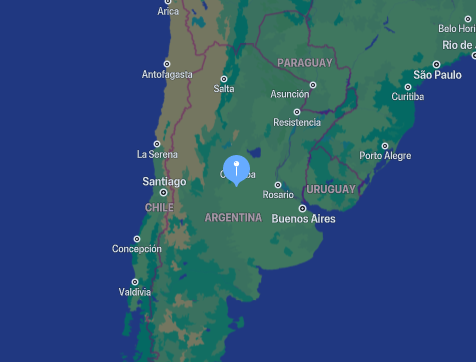 Arica
Belo Hori
Rio de
PARAGUAY
Antofagasta
São Paulo
Salta
Asunción
Curitiba
Resistencia
La Serena
Porto Alegre
Santiago
Rosario
URUGUAY
CHILE
ARGENTINA
Buenos Aires
Concepción
Valdivia